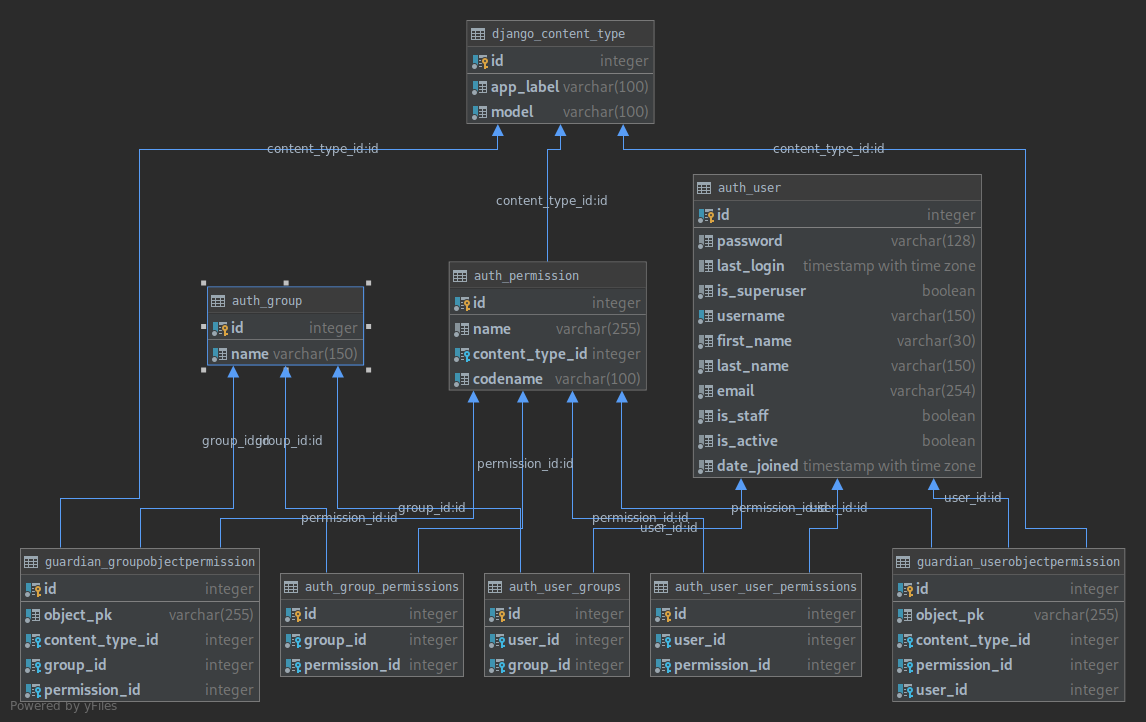 django_content_type
id integer
app_label varchar(100)
model varchar(100)
content_type_id:id
content_type_id:id
content_type_id:id
auth_user
id integer
password varchar(128)
last_login timestamp with time zone
is_superuser boolean
username varchar(150)
first_name varchar(30)
last_name varchar(150)
email varchar(254)
is_staff boolean
is_active boolean
date_joined timestamp with time zone
auth_permission
id integer
name varchar(255)
content_type_id integer
codename varchar(100)
auth_group
id integer
name varchar(150)
group_id:id
group_id:id
permission_id:id
user_id:id
group_id:id
permission_id:id
user_id:id
permission_id:id
permission_id:id
user_id:id
guardian_groupobjectpermission
id integer
object_pk varchar(255)
content_type_id integer
group_id integer
permission_id integer
auth_group_permissions
id integer
group_id integer
permission_id integer
auth_user_groups
id integer
user_id integer
group_id integer
auth_user_user_permissions
id integer
user_id integer
permission_id integer
guardian_userobjectpermission
id integer
object_pk varchar(255)
content_type_id integer
permission_id integer
user_id integer
Powered by yFiles